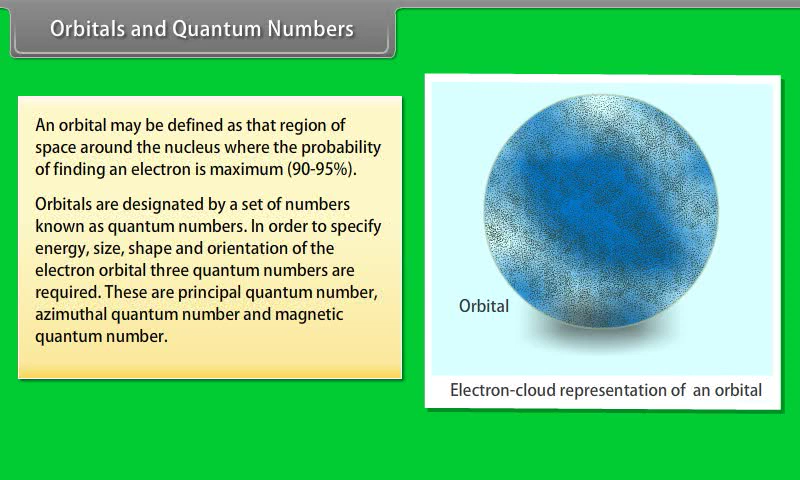 Orbitals and Quantum Numbers
An orbital may be defined as that region of
space around the nucleus where the probability
of finding an electron is maximum (90-95%).
Orbitals are designated by a set of numbers
known as quantum numbers. In order to specify
energy, size, shape and orientation of the
electron orbital three quantum numbers are
required. These are principal quantum number,
azimuthal quantum number and magnetic
quantum number.
Orbital
Electron-cloud representation of an orbital